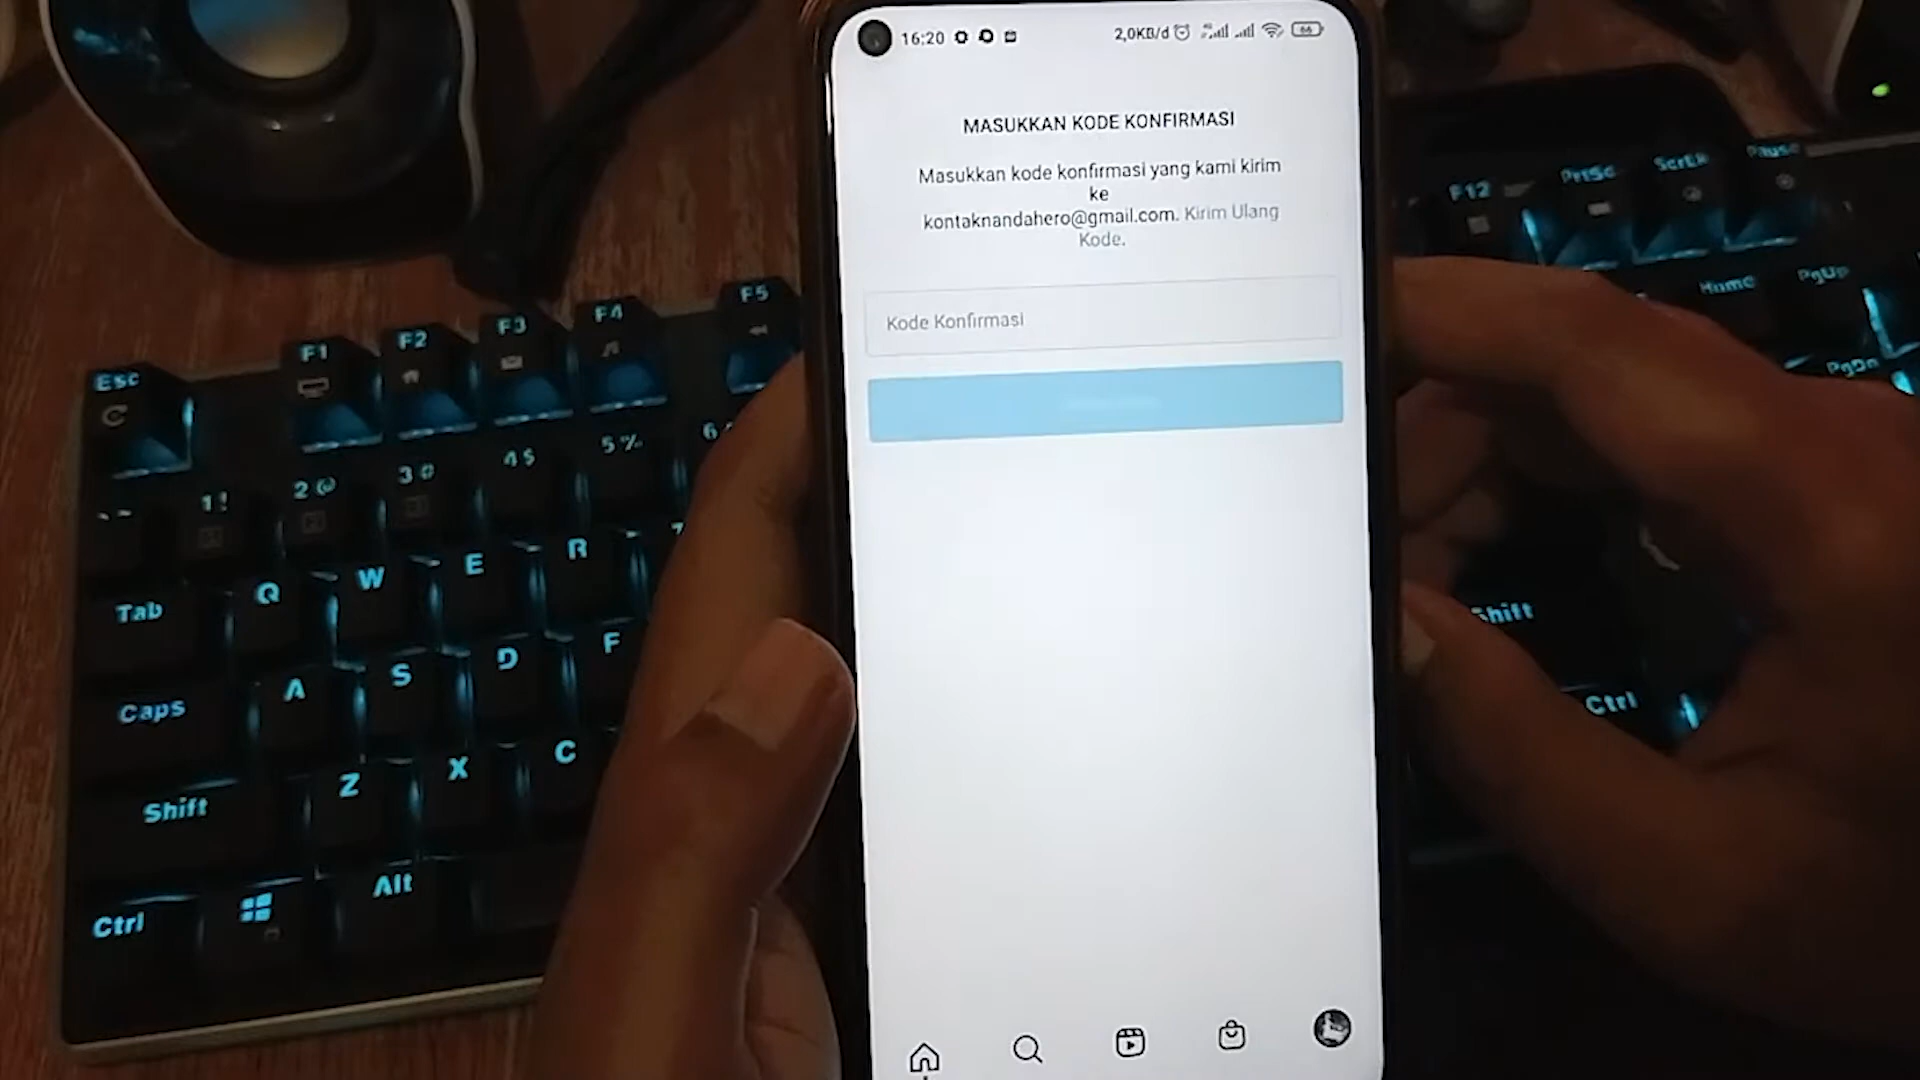 16:20
2,0KB/d
66
MASUKKAN KODE KONFIRMASI
Masukkan kode konfirmasi yang kami kirim
ke
kontaknandahero@gmail.com. Kirim Ulang
Kode.
Kode Konfirmasi
Esc
F1
F2
F3
F4
F5
F12
PrtSc
ScrLk
Pause
1 !
2 @
3 #
4 $
5 %
6
Home
PgUp
Tab
Q
W
E
R
PgDn
Caps
A
S
D
F
Shift
Shift
Z
X
C
Ctrl
Ctrl
Alt